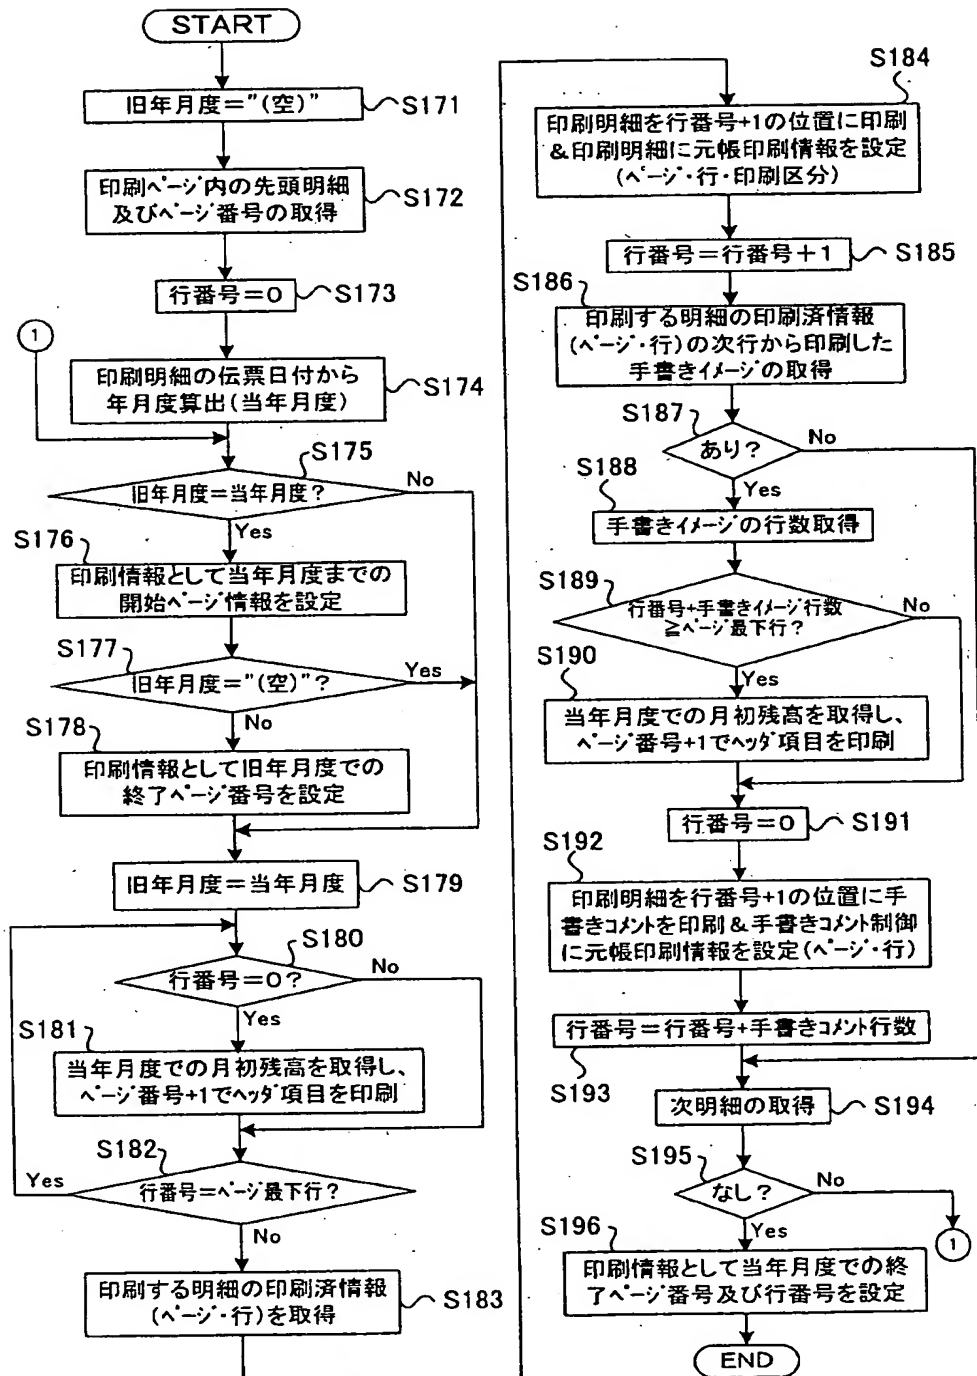 START
旧年月度="(空)"
S171
印刷ページ内の先頭明細
及びページ番号の取得
S172
行番号=0
S173
1
印刷明細の伝票日付から
年月度算出(当年月度)
S174
S175
旧年月度=当年月度?
No
Yes
S176
印刷情報として当年月度までの
開始ページ情報を設定
S177
旧年月度="(空)"?
Yes
No
S178
印刷情報として旧年月度での
終了ページ番号を設定
旧年月度=当年月度
S179
S180
行番号=0?
No
Yes
S181
当年月度での月初残高を取得し、
ページ番号+1でヘッダ項目を印刷
S182
Yes
行番号=ページ最下行?
No
印刷する明細の印刷済情報
(ページ・行)を取得
S183
S184
印刷明細を行番号+1の位置に印刷
&印刷明細に元帳印刷情報を設定
(ページ・行・印刷区分)
行番号=行番号+1
S185
S186
印刷する明細の印刷済情報
(ページ・行)の次行から印刷した
手書きイメージの取得
S187
あり?
No
Yes
S188
手書きイメージの行数取得
S189
行番号+手書きイメージ行数
≧ページ最下行?
No
Yes
S190
当年月度での月初残高を取得し、
ページ番号+1でヘッダ項目を印刷
行番号=0
S191
S192
印刷明細を行番号+1の位置に手
書きコメントを印刷&手書きコメント制御
に元帳印刷情報を設定(ページ・行)
行番号=行番号+手書きコメント行数
S193
次明細の取得
S194
S195
なし?
No
Yes
1
S196
印刷情報として当年月度での終
了ページ番号及び行番号を設定
END